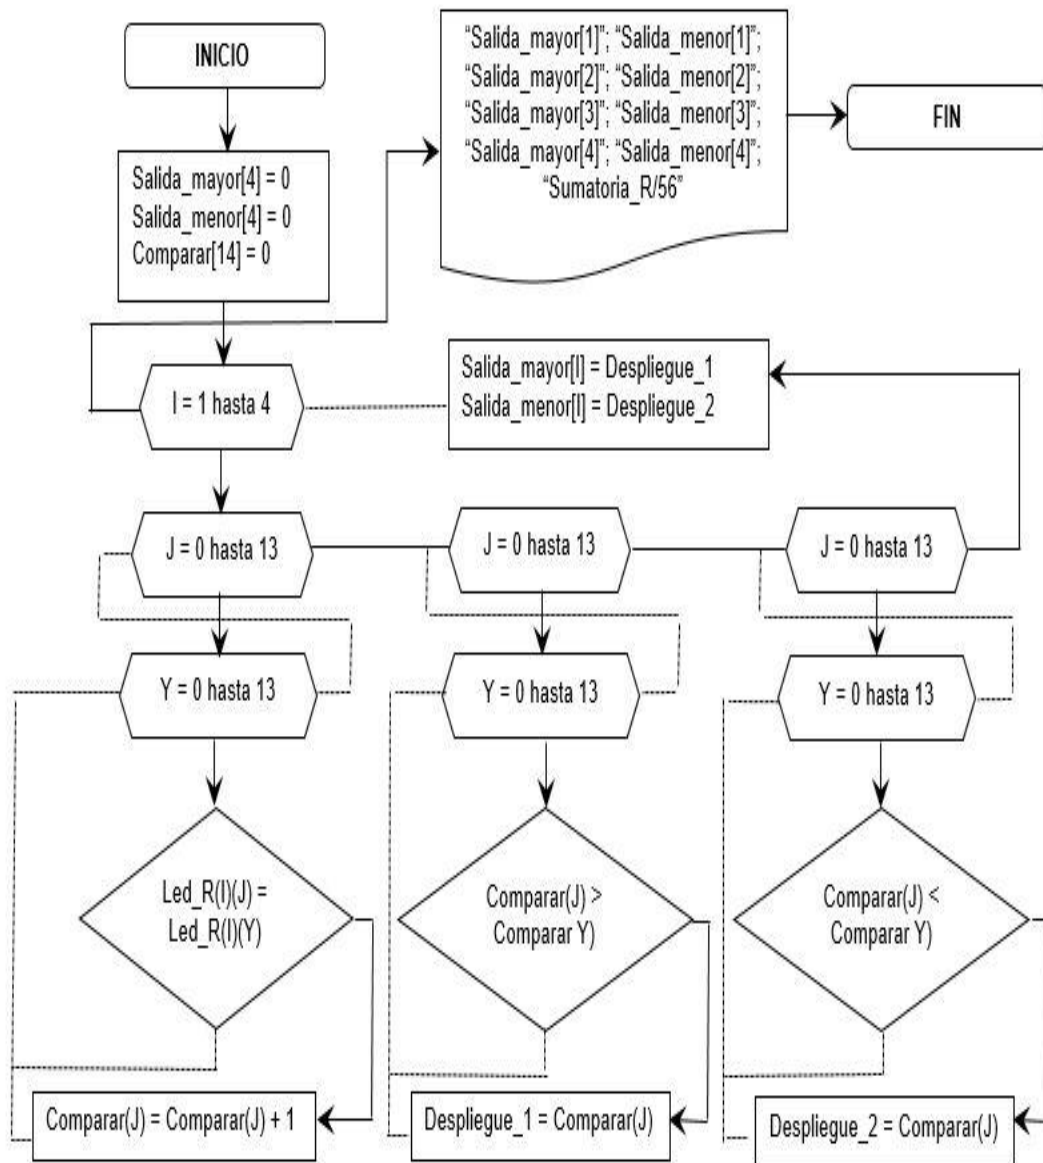 INICIO
Salida_mayor[4] = 0
Salida_menor[4] = 0
Comparar[14] = 0
"Salida_mayor[1]"; "Salida_menor[1]";
"Salida_mayor[2]"; "Salida_menor[2]";
"Salida_mayor[3]"; "Salida_menor[3]";
"Salida_mayor[4]"; "Salida_menor[4]";
"Sumatoria_R/56"
FIN
I = 1 hasta 4
Salida_mayor[I] = Despliegue_1
Salida_menor[I] = Despliegue_2
J = 0 hasta 13
J = 0 hasta 13
J = 0 hasta 13
Y = 0 hasta 13
Y = 0 hasta 13
Y = 0 hasta 13
Led_R(I)(J) =
Led_R(I)(Y)
Comparar(J) >
Comparar Y)
Comparar(J) <
Comparar Y)
Comparar(J) = Comparar(J) + 1
Despliegue_1 = Comparar(J)
Despliegue_2 = Comparar(J)